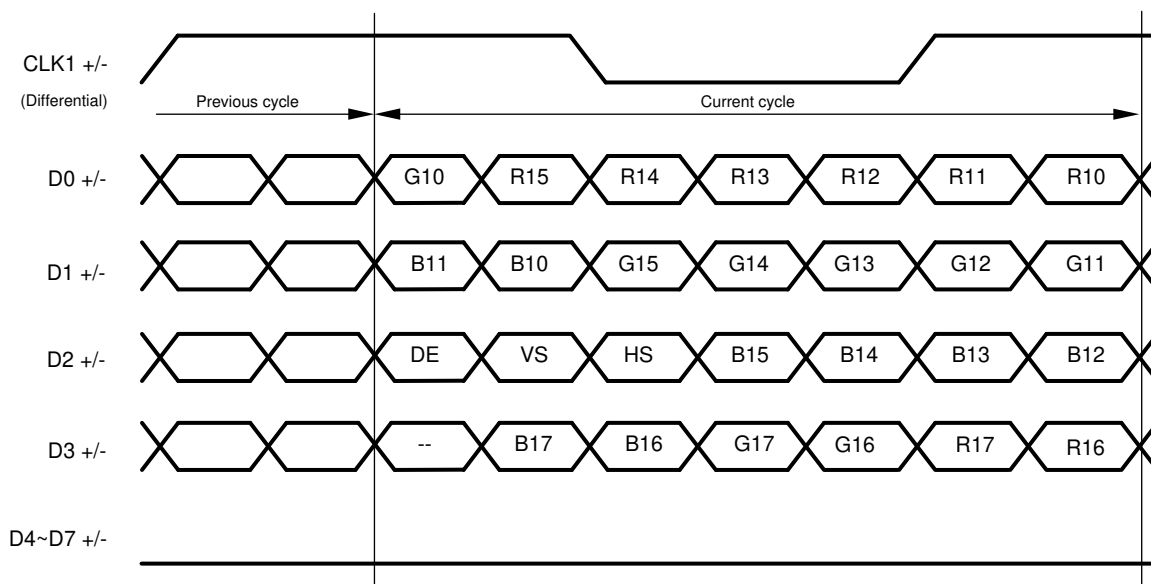 CLK1 +/-
(Differential)
Previous cycle
Current cycle
D0 +/-
G10 R15 R14 R13 R12 R11 R10
D1 +/-
B11 B10 G15 G14 G13 G12 G11
D2 +/-
DE VS HS B15 B14 B13 B12
D3 +/-
-- B17 B16 G17 G16 R17 R16
D4~D7 +/-